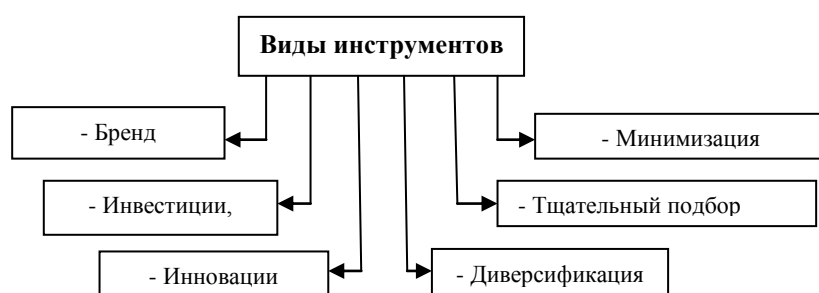 Виды инструментов
- Бренд
- Минимизация
- Инвестиции,
- Тщательный подбор
- Инновации
- Диверсификация